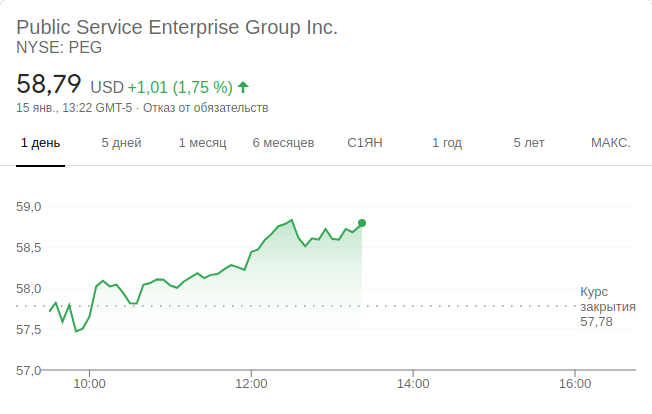 Public Service Enterprise Group Inc.
NYSE: PEG
58,79 USD +1,01 (1,75 %)
15 янв., 13:22 GMT-5 · Отказ от обязательств
1 день 5 дней 1 месяц 6 месяцев С1ЯН 1 год 5 лет МАКС.
59,0
58,5
58,0
57,5
57,0
Курс
закрытия
57,78
10:00 12:00 14:00 16:00